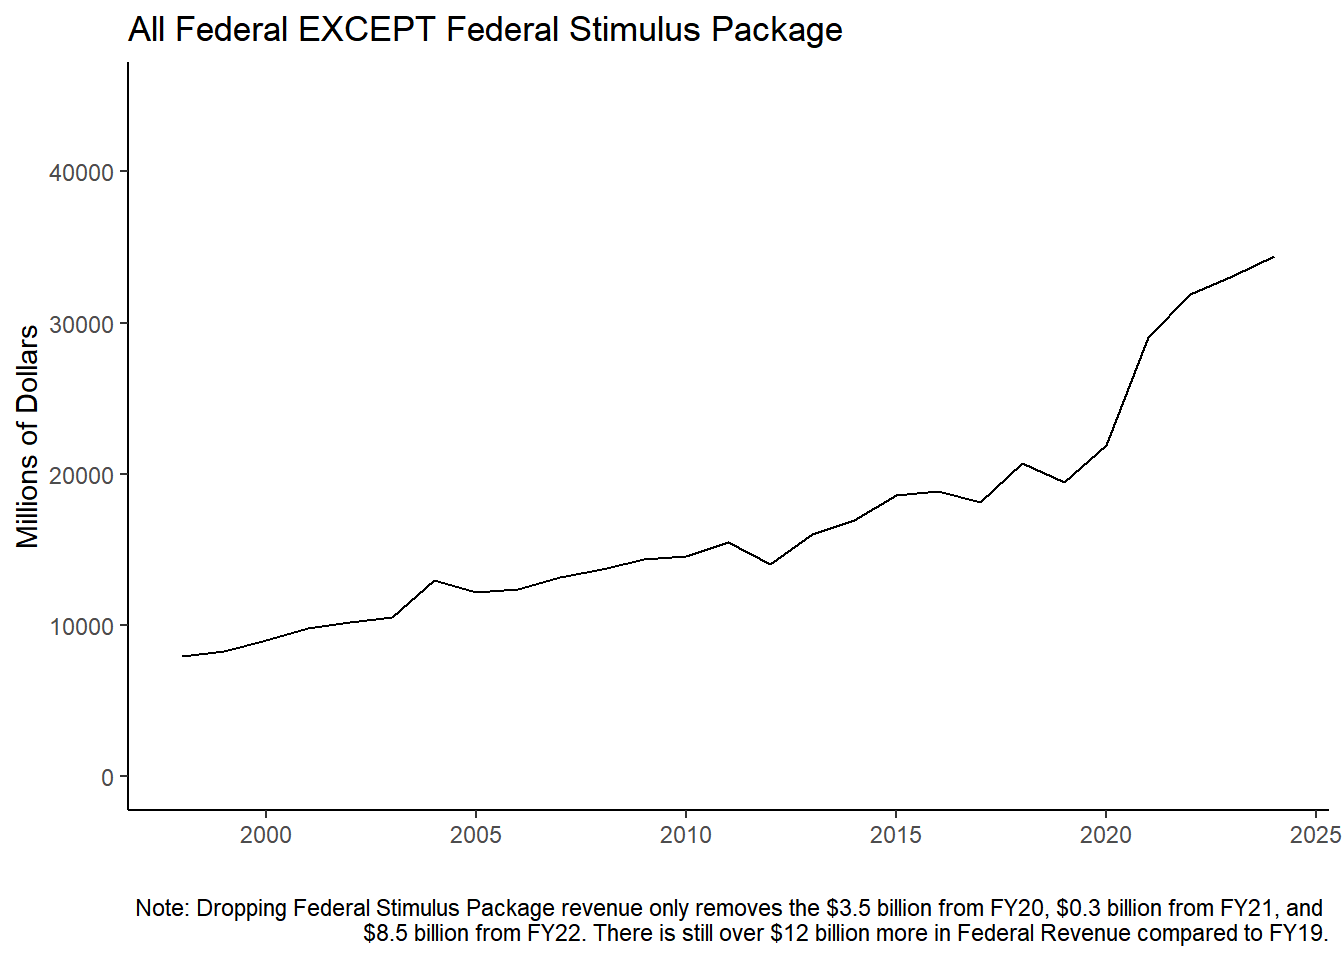 All Federal EXCEPT Federal Stimulus Package
Millions of Dollars
40000
30000
20000
10000
0
2000
2005
2010
2015
2020
2025
Note: Dropping Federal Stimulus Package revenue only removes the $3.5 billion from FY20, $0.3 billion from FY21, and
$8.5 billion from FY22. There is still over $12 billion more in Federal Revenue compared to FY19.